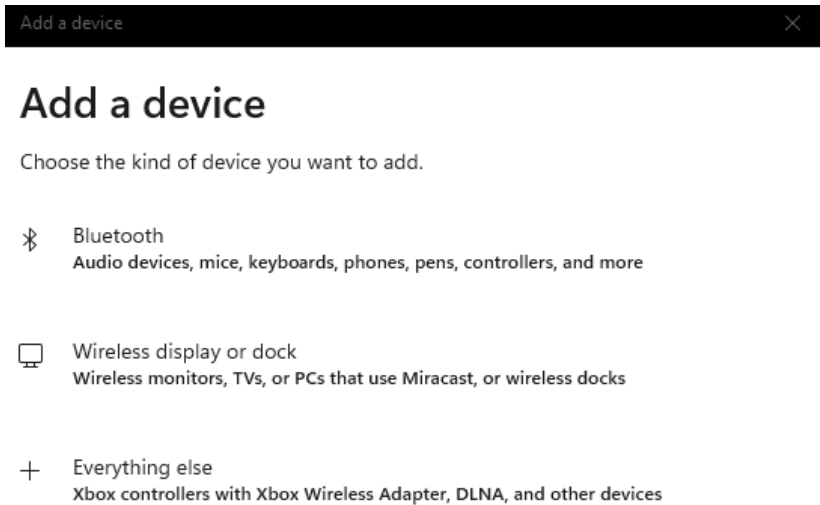 Add a device
Add a device
Choose the kind of device you want to add.
Bluetooth
Audio devices, mice, keyboards, phones, pens, controllers, and more
Wireless display or dock
Wireless monitors, TVs, or PCs that use Miracast, or wireless docks
Everything else
Xbox controllers with Xbox Wireless Adapter, DLNA, and other devices